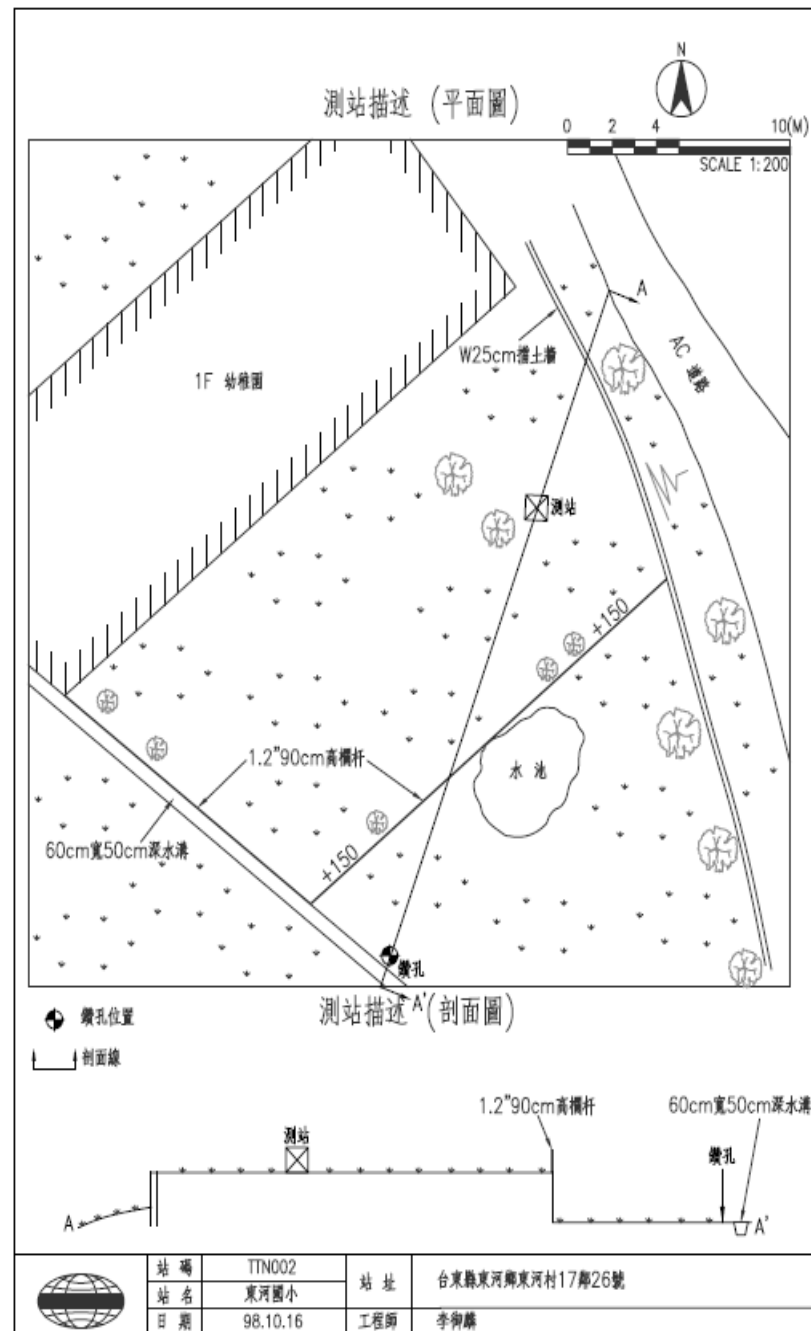 N
測站描述 (平面圖)
0 2 4 10(M)
SCALE 1:200
A
W25cm擋土牆
AC 道路
1F 幼稚園
測站
+150
1.2"90cm高欄杆
水 池
60cm寬50cm深水溝
+150
鑽孔
A'
鑽孔位置
測站描述 (剖面圖)
剖面線
1.2"90cm高欄杆
60cm寬50cm深水溝
測站
鑽孔
A
A'
站 碼 TTN002
站 址 台東縣東河鄉東河村17鄰26號
站 名 東河國小
日 期 98.10.16
工程師 李御麟